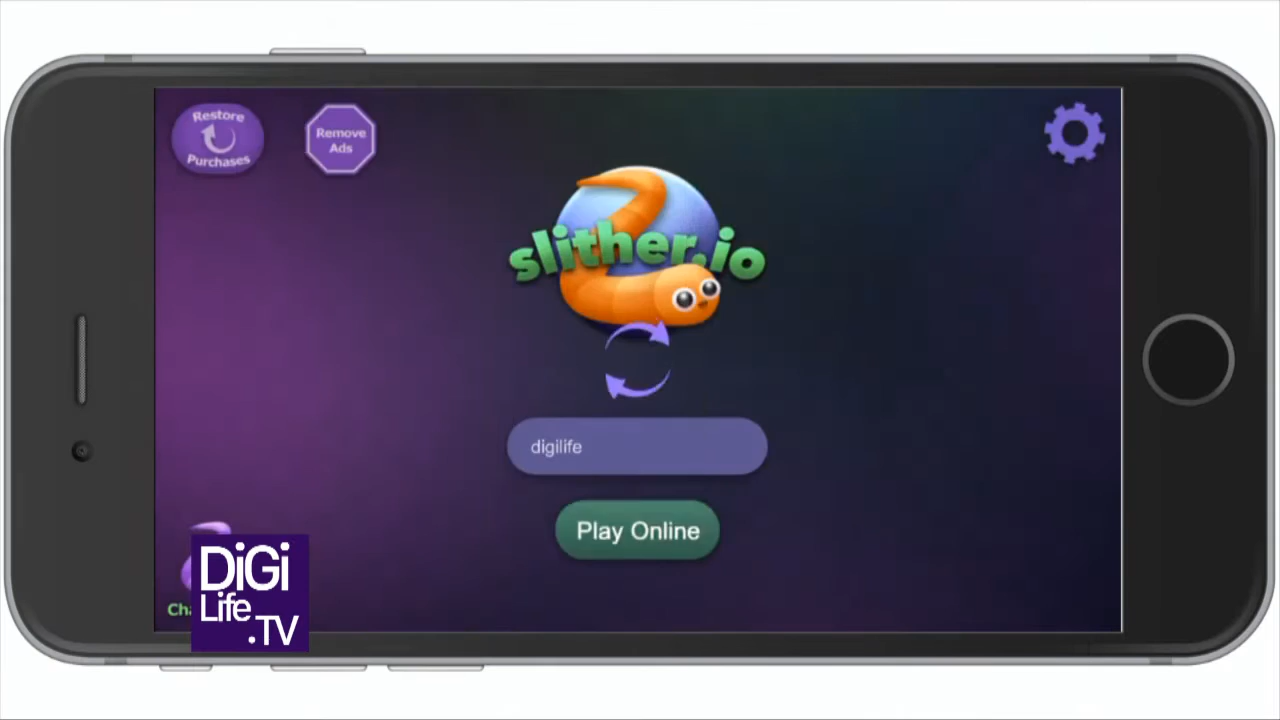 Restore
Purchases
Remove
Ads
slither.io
digilife
Play Online
DiGi
Life
.TV